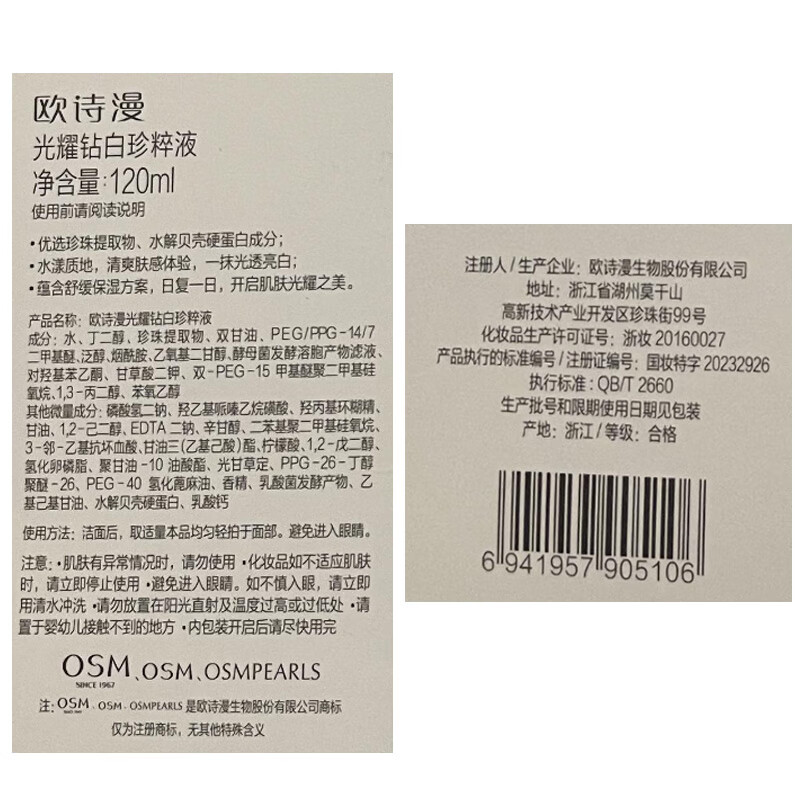 欧诗漫
光耀钻白珍粹液
净含量:120ml
使用前请阅读说明
•优选珍珠提取物、水解贝壳硬蛋白成分；
•水漾质地，清爽肤感体验，一抹光透亮白；
•蕴含舒缓保湿方案，日复一日，开启肌肤光耀之美。
产品名称：欧诗漫光耀钻白珍粹液
成分：水、丁二醇、珍珠提取物、双甘油、PEG/PPG-14/7
二甲基醚、泛醇、烟酰胺、乙氧基二甘醇、酵母菌发酵溶胞产物滤液、
对羟基苯乙酮、甘草酸二钾、双-PEG-15 甲基醚聚二甲基硅
氧烷、1,3-丙二醇、苯氧乙醇
其他微量成分：磷酸氢二钠、羟乙基哌嗪乙烷磺酸、羟丙基环糊精、
甘油、1,2-己二醇、EDTA 二钠、辛甘醇、二苯基聚二甲基硅氧烷、
3-邻-乙基抗坏血酸、甘油三(乙基己酸)酯、柠檬酸、1,2-戊二醇、
氢化卵磷脂、聚甘油-10 油酸酯、光甘草定、PPG-26-丁醇
聚醚-26、PEG-40 氢化蓖麻油、香精、乳酸菌发酵产物、乙
基己基甘油、水解贝壳硬蛋白、乳酸钙
使用方法：洁面后，取适量本品均匀轻拍于面部。避免进入眼睛。
注意：•肌肤有异常情况时，请勿使用 •化妆品如不适应肌肤
时，请立即停止使用 •避免进入眼睛。如不慎入眼，请立即
用清水冲洗 •请勿放置在阳光直射及温度过高或过低处 •请
置于婴幼儿接触不到的地方 •内包装开启后请尽快用完
OSM、OSM、OSMPEARLS
SINCE 1967
注：OSM、OSM、OSMPEARLS 是欧诗漫生物股份有限公司商标
仅为注册商标，无其他特殊含义
注册人/生产企业：欧诗漫生物股份有限公司
地址：浙江省湖州莫干山
高新技术产业开发区珍珠街99号
化妆品生产许可证号：浙妆20160027
产品执行的标准编号/注册证编号：国妆特字20232926
执行标准：QB/T 2660
生产批号和限期使用日期见包装
产地：浙江/等级：合格
6 941957 905106